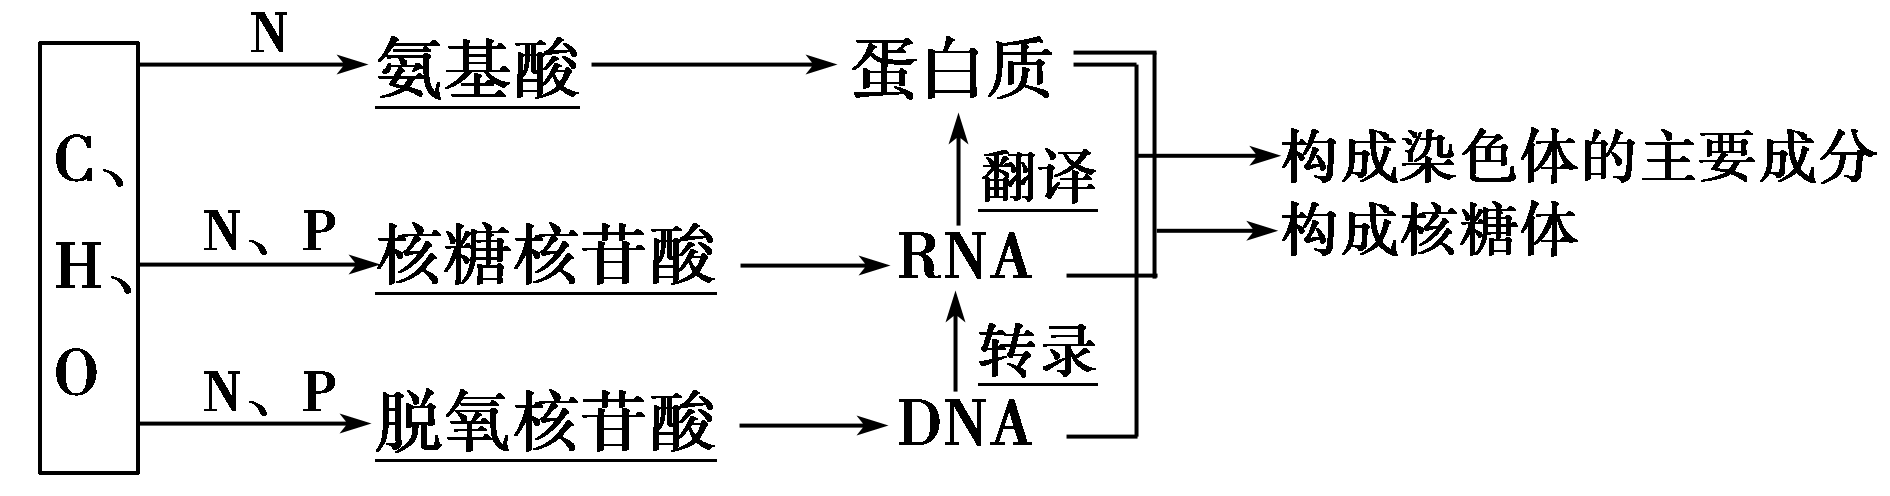 C、
H、
O
N
氨基酸
蛋白质
N、P
核糖核苷酸
RNA
N、P
脱氧核苷酸
DNA
翻译
转录
构成染色体的主要成分
构成核糖体